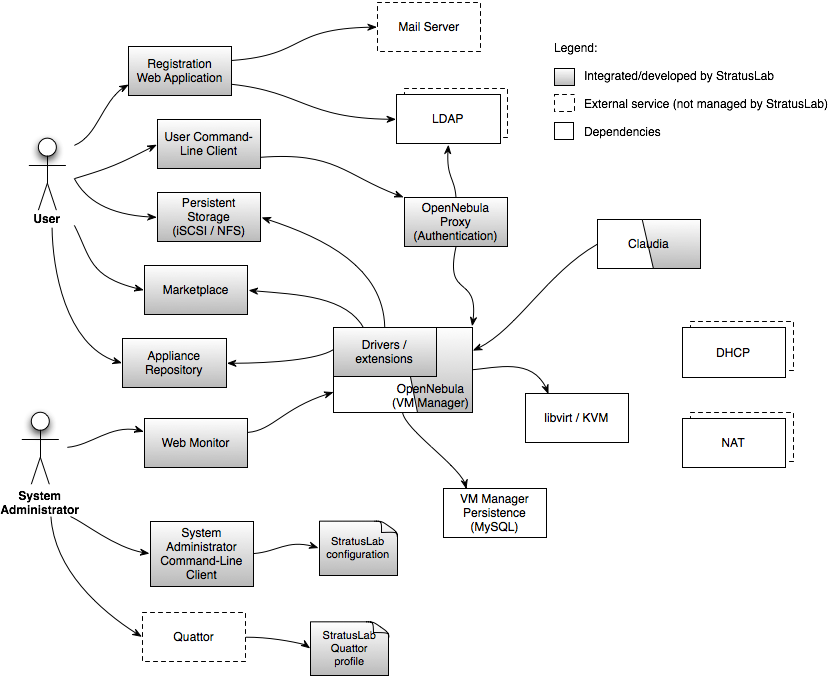 Mail Server
Legend:
Integrated/developed by StratusLab
External service (not managed by StratusLab)
Dependencies
Registration
Web Application
LDAP
User Command-
Line Client
User
Persistent
Storage
(iSCSI / NFS)
OpenNebula
Proxy
(Authentication)
Claudia
Marketplace
Drivers /
extensions
OpenNebula
(VM Manager)
DHCP
Appliance
Repository
libvirt / KVM
NAT
Web Monitor
System
Administrator
VM Manager
Persistence
(MySQL)
System
Administrator
Command-Line
Client
StratusLab
configuration
Quattor
StratusLab
Quattor
profile